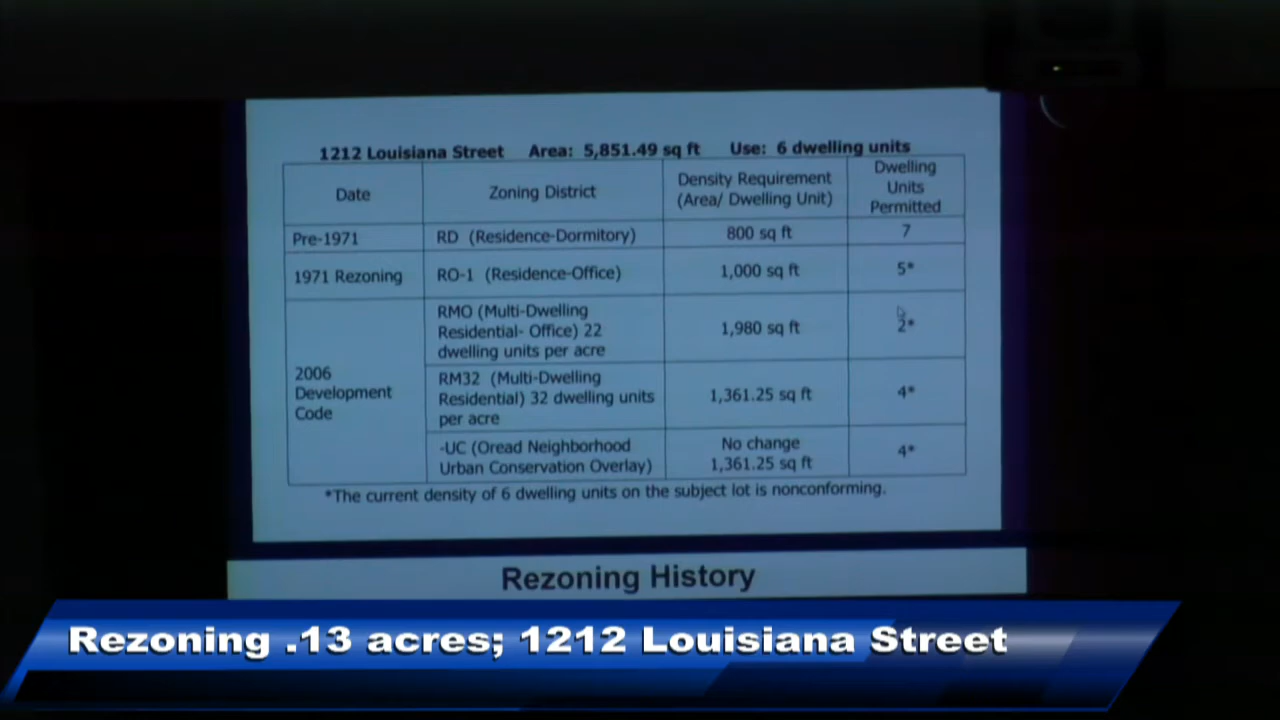 1212 Louisiana Street Area: 5,851.49 sq ft Use: 6 dwelling units
Date
Zoning District
Density Requirement
(Area/ Dwelling Unit)
Dwelling
Units
Permitted
Pre-1971
RD (Residence-Dormitory)
800 sq ft
7
1971 Rezoning
RO-1 (Residence-Office)
1,000 sq ft
5*
2006
Development
Code
RMO (Multi-Dwelling
Residential- Office) 22
dwelling units per acre
1,980 sq ft
2*
RM32 (Multi-Dwelling
Residential) 32 dwelling units
per acre
1,361.25 sq ft
4*
-UC (Oread Neighborhood
Urban Conservation Overlay)
No change
1,361.25 sq ft
4*
*The current density of 6 dwelling units on the subject lot is nonconforming.
Rezoning History
Rezoning .13 acres; 1212 Louisiana Street